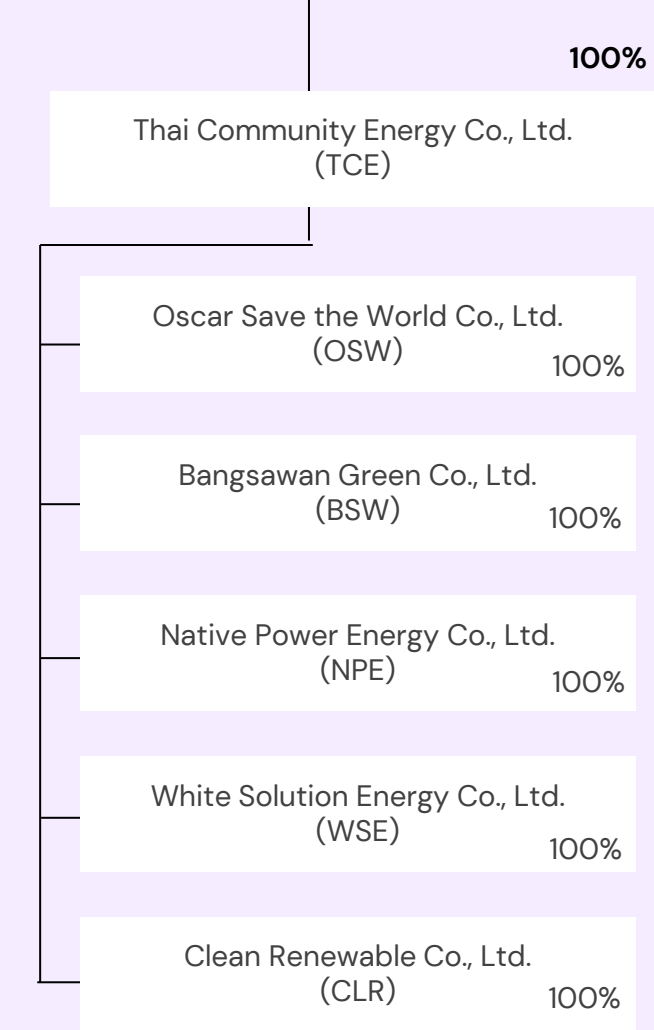 100%
Thai Community Energy Co., Ltd.
(TCE)
Oscar Save the World Co., Ltd.
(OSW)
100%
Bangsawan Green Co., Ltd.
(BSW)
100%
Native Power Energy Co., Ltd.
(NPE)
100%
White Solution Energy Co., Ltd.
(WSE)
100%
Clean Renewable Co., Ltd.
(CLR)
100%